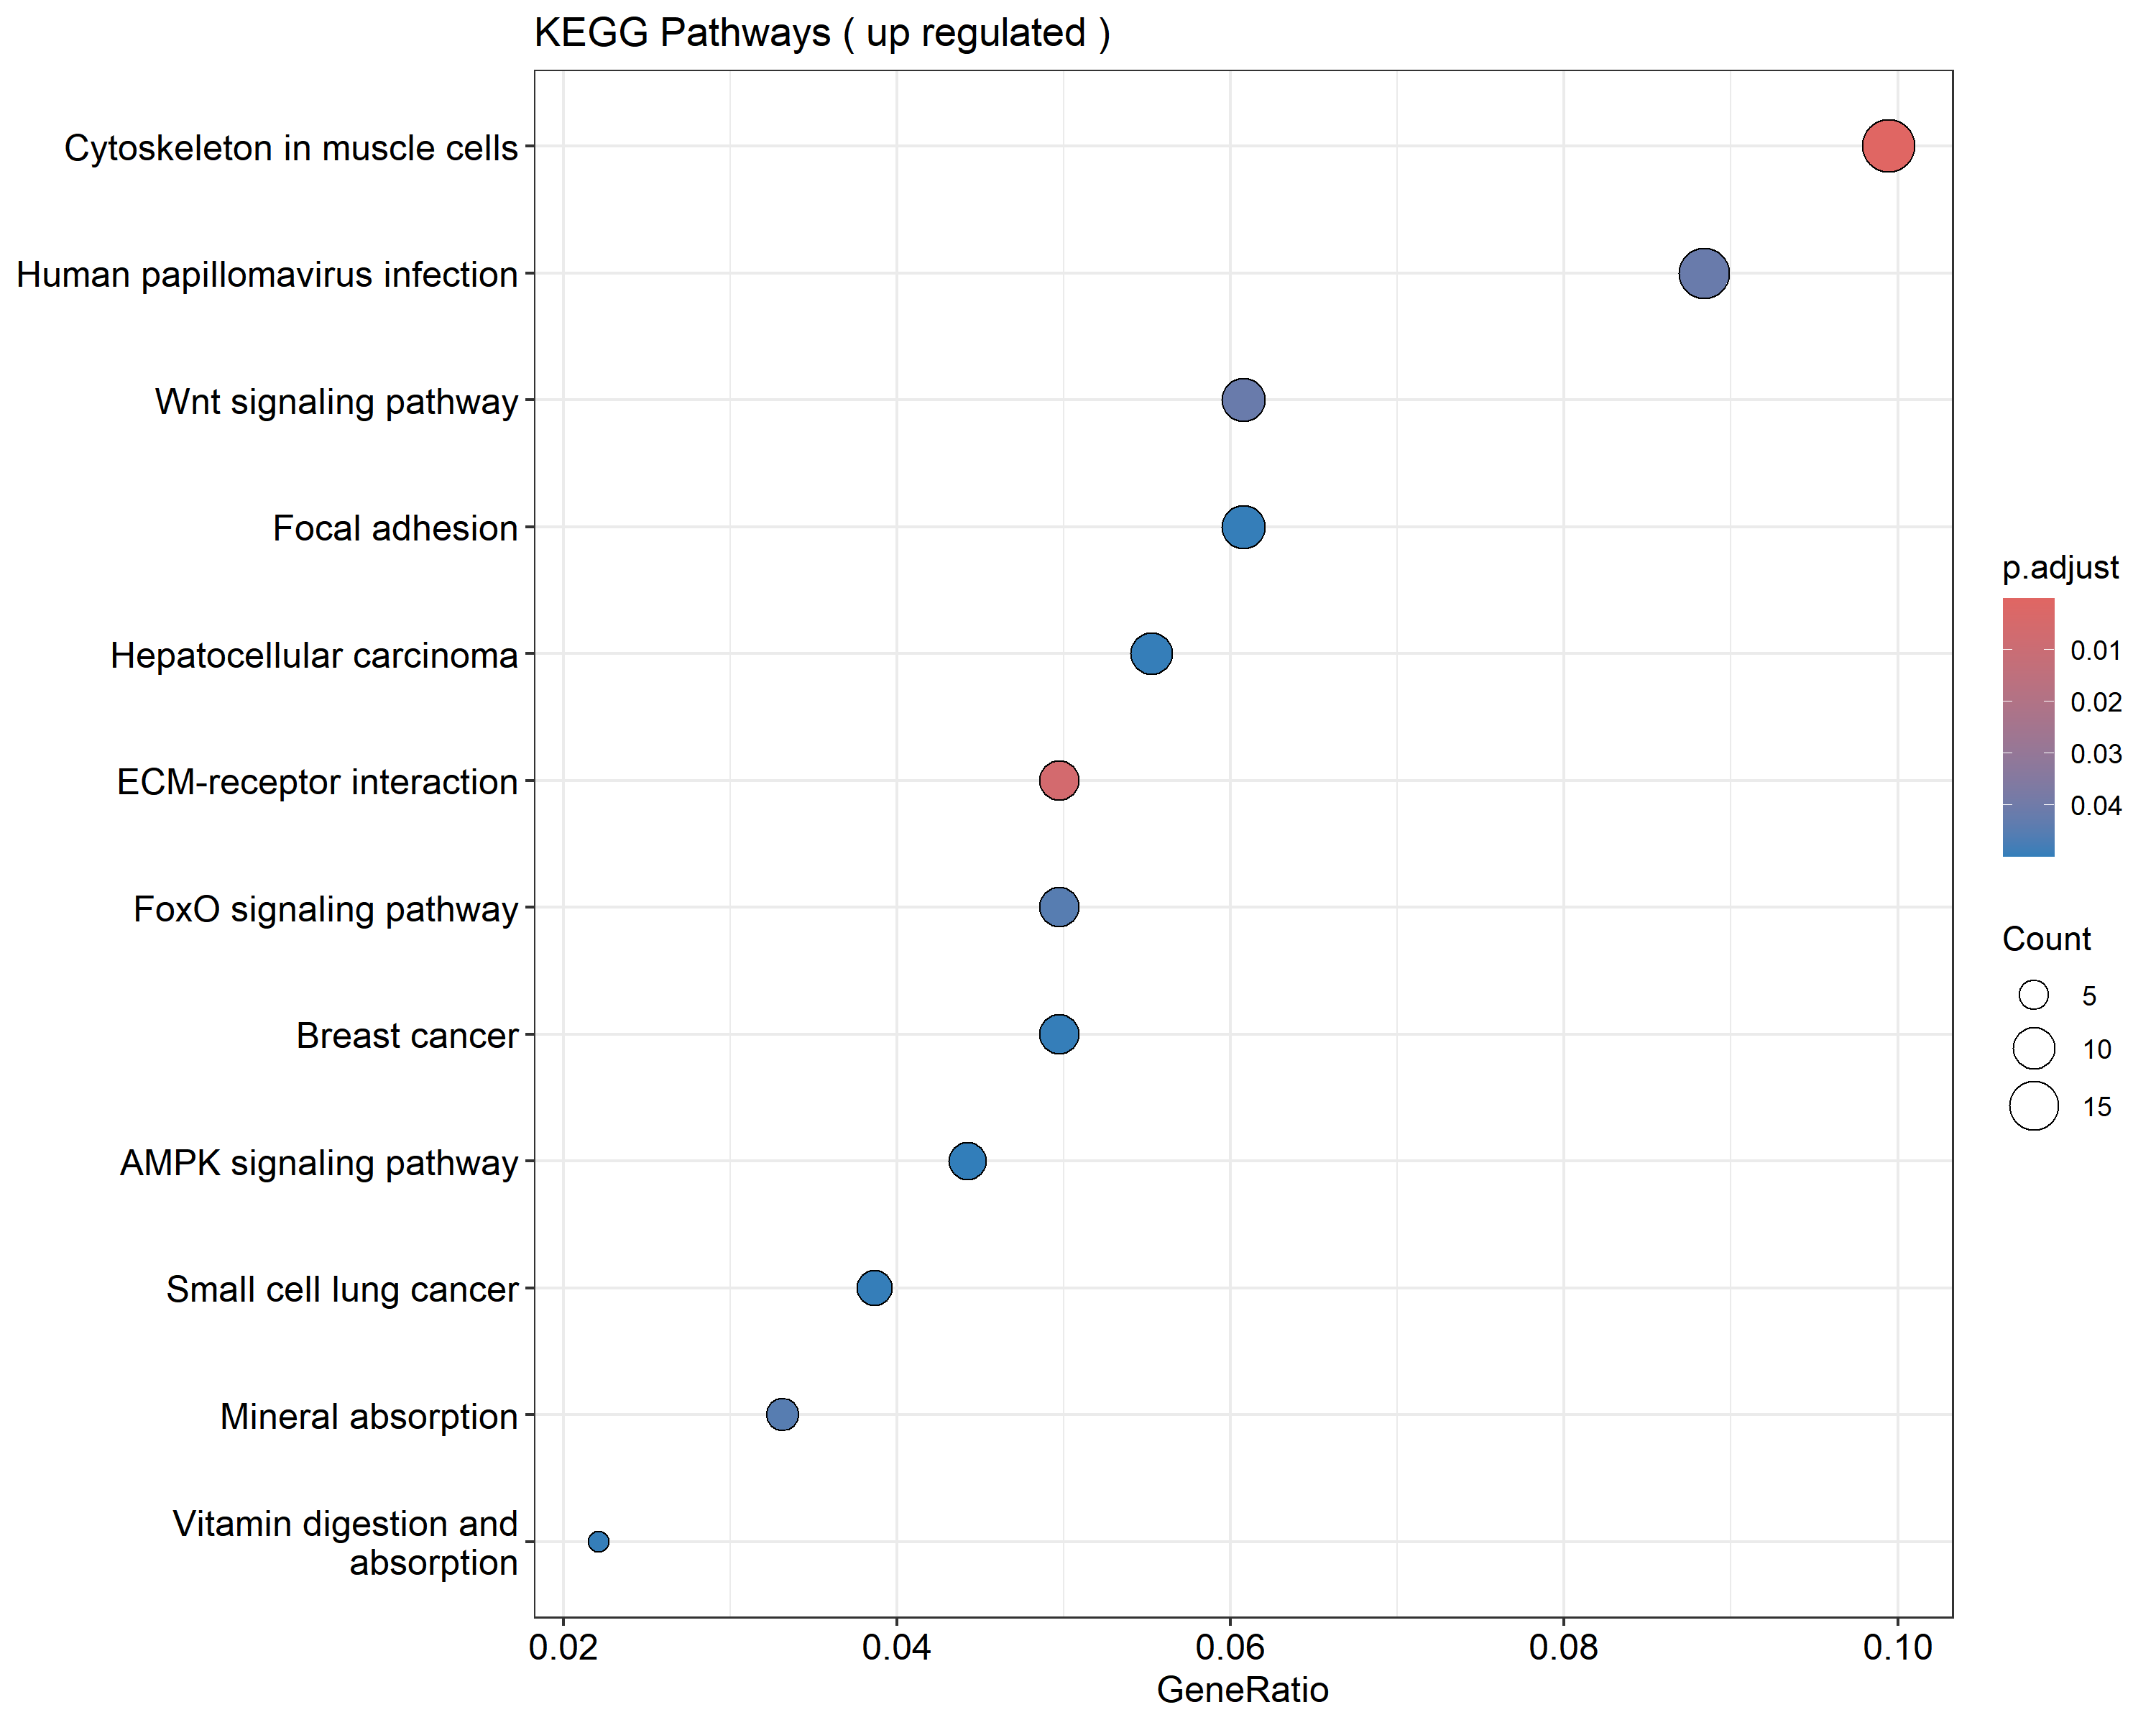 KEGG Pathways ( up regulated )
Cytoskeleton in muscle cells
Human papillomavirus infection
Wnt signaling pathway
Focal adhesion
Hepatocellular carcinoma
ECM-receptor interaction
FoxO signaling pathway
Breast cancer
AMPK signaling pathway
Small cell lung cancer
Mineral absorption
Vitamin digestion and
absorption
0.02 0.04 0.06 0.08 0.10
GeneRatio
p.adjust
0.01
0.02
0.03
0.04
Count
5
10
15